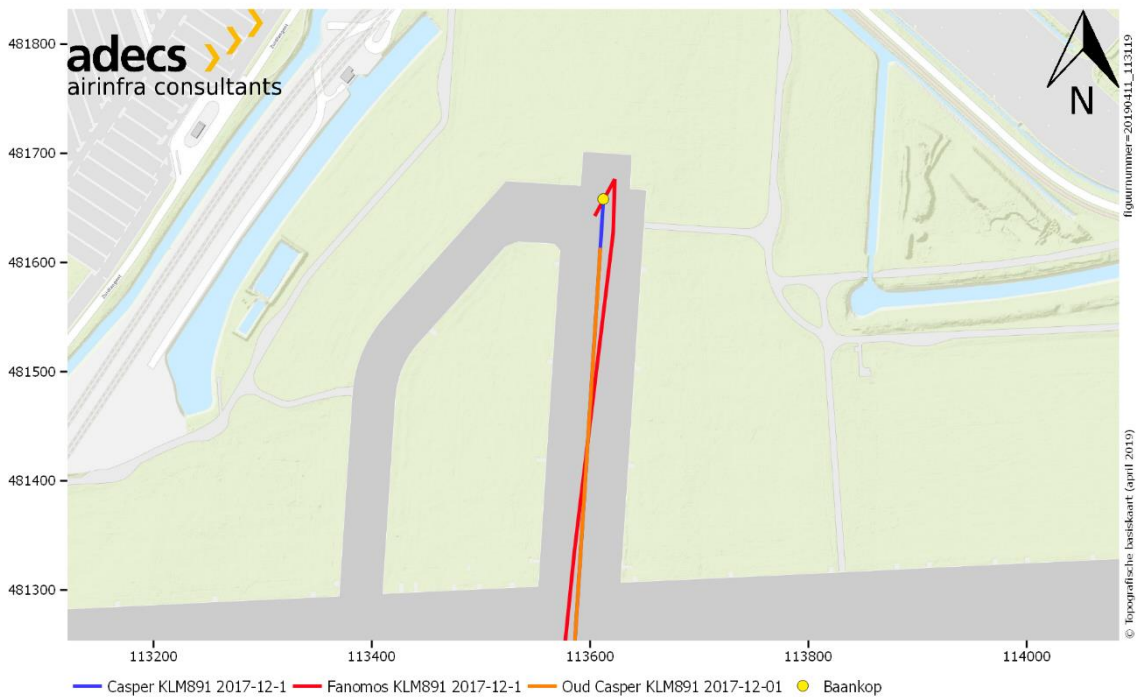 481800
adecs
airinfra consultants
N
figuurnummer=20190411_113119
481700
481600
481500
481400
481300
© Topografische basiskaart (april 2019)
113200
113400
113600
113800
114000
Casper KLM891 2017-12-1
Fanomos KLM891 2017-12-1
Oud Casper KLM891 2017-12-01
Baankop